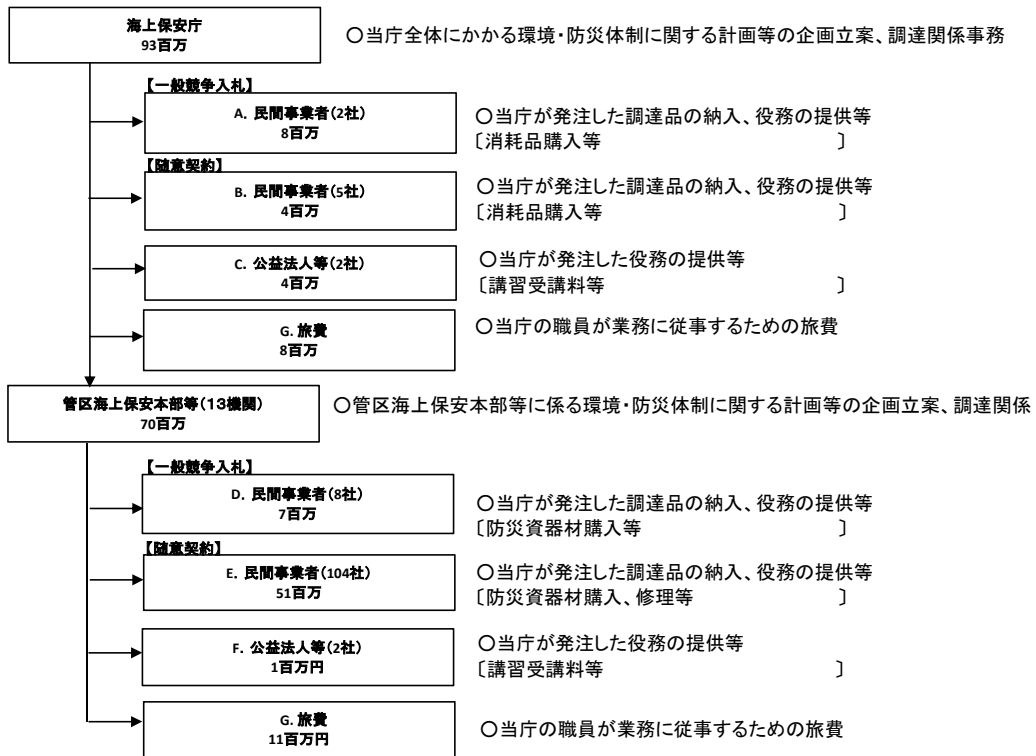 海上保安庁
93百万
○当庁全体にかかる環境・防災体制に関する計画等の企画立案、調達関係事務
【一般競争入札】
A. 民間事業者(2社)
8百万
○当庁が発注した調達品の納入、役務の提供等
〔消耗品購入等 〕
【随意契約】
B. 民間事業者(5社)
4百万
○当庁が発注した調達品の納入、役務の提供等
〔消耗品購入等 〕
C. 公益法人等(2社)
4百万
○当庁が発注した役務の提供等
〔講習受講料等 〕
G. 旅費
8百万
○当庁の職員が業務に従事するための旅費
管区海上保安本部等(13機関)
70百万
○管区海上保安本部等に係る環境・防災体制に関する計画等の企画立案、調達関係
【一般競争入札】
D. 民間事業者(8社)
7百万
○当庁が発注した調達品の納入、役務の提供等
〔防災資器材購入等 〕
【随意契約】
E. 民間事業者(104社)
51百万
○当庁が発注した調達品の納入、役務の提供等
〔防災資器材購入、修理等 〕
F. 公益法人等(2社)
1百万円
○当庁が発注した役務の提供等
〔講習受講料等 〕
G. 旅費
11百万円
○当庁の職員が業務に従事するための旅費